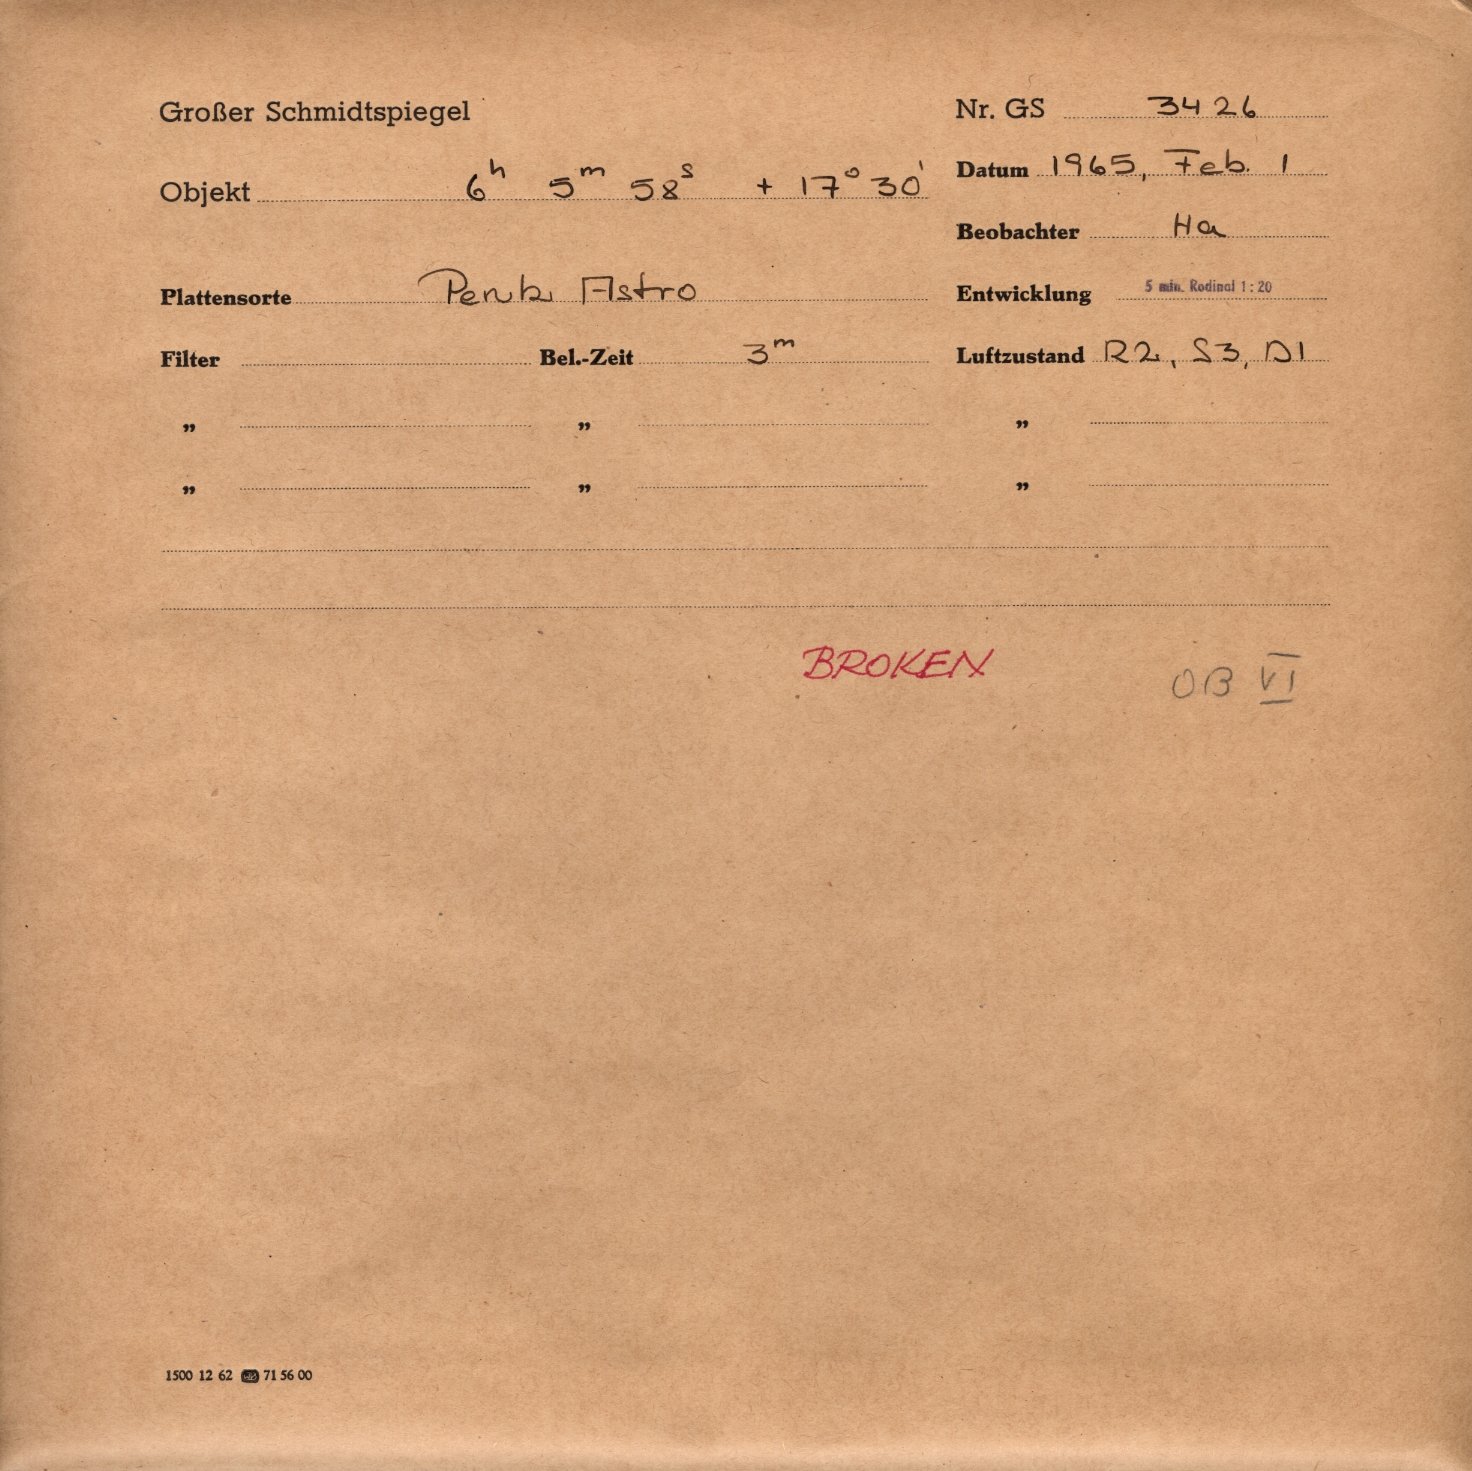 Großer Schmidtspiegel Nr. GS 3426
Datum 1965, Feb. 1
Objekt 6h 5m 58s + 17° 30'
Beobachter Ha
Plattensorte Astro Entwicklung 5 min. Rodinal 1:20
Filter Bel.-Zeit 3m Luftzustand R2, S3, D1
„ „ „
„ „ „
BROKEN OB VI
1500 12 62 71 56 00